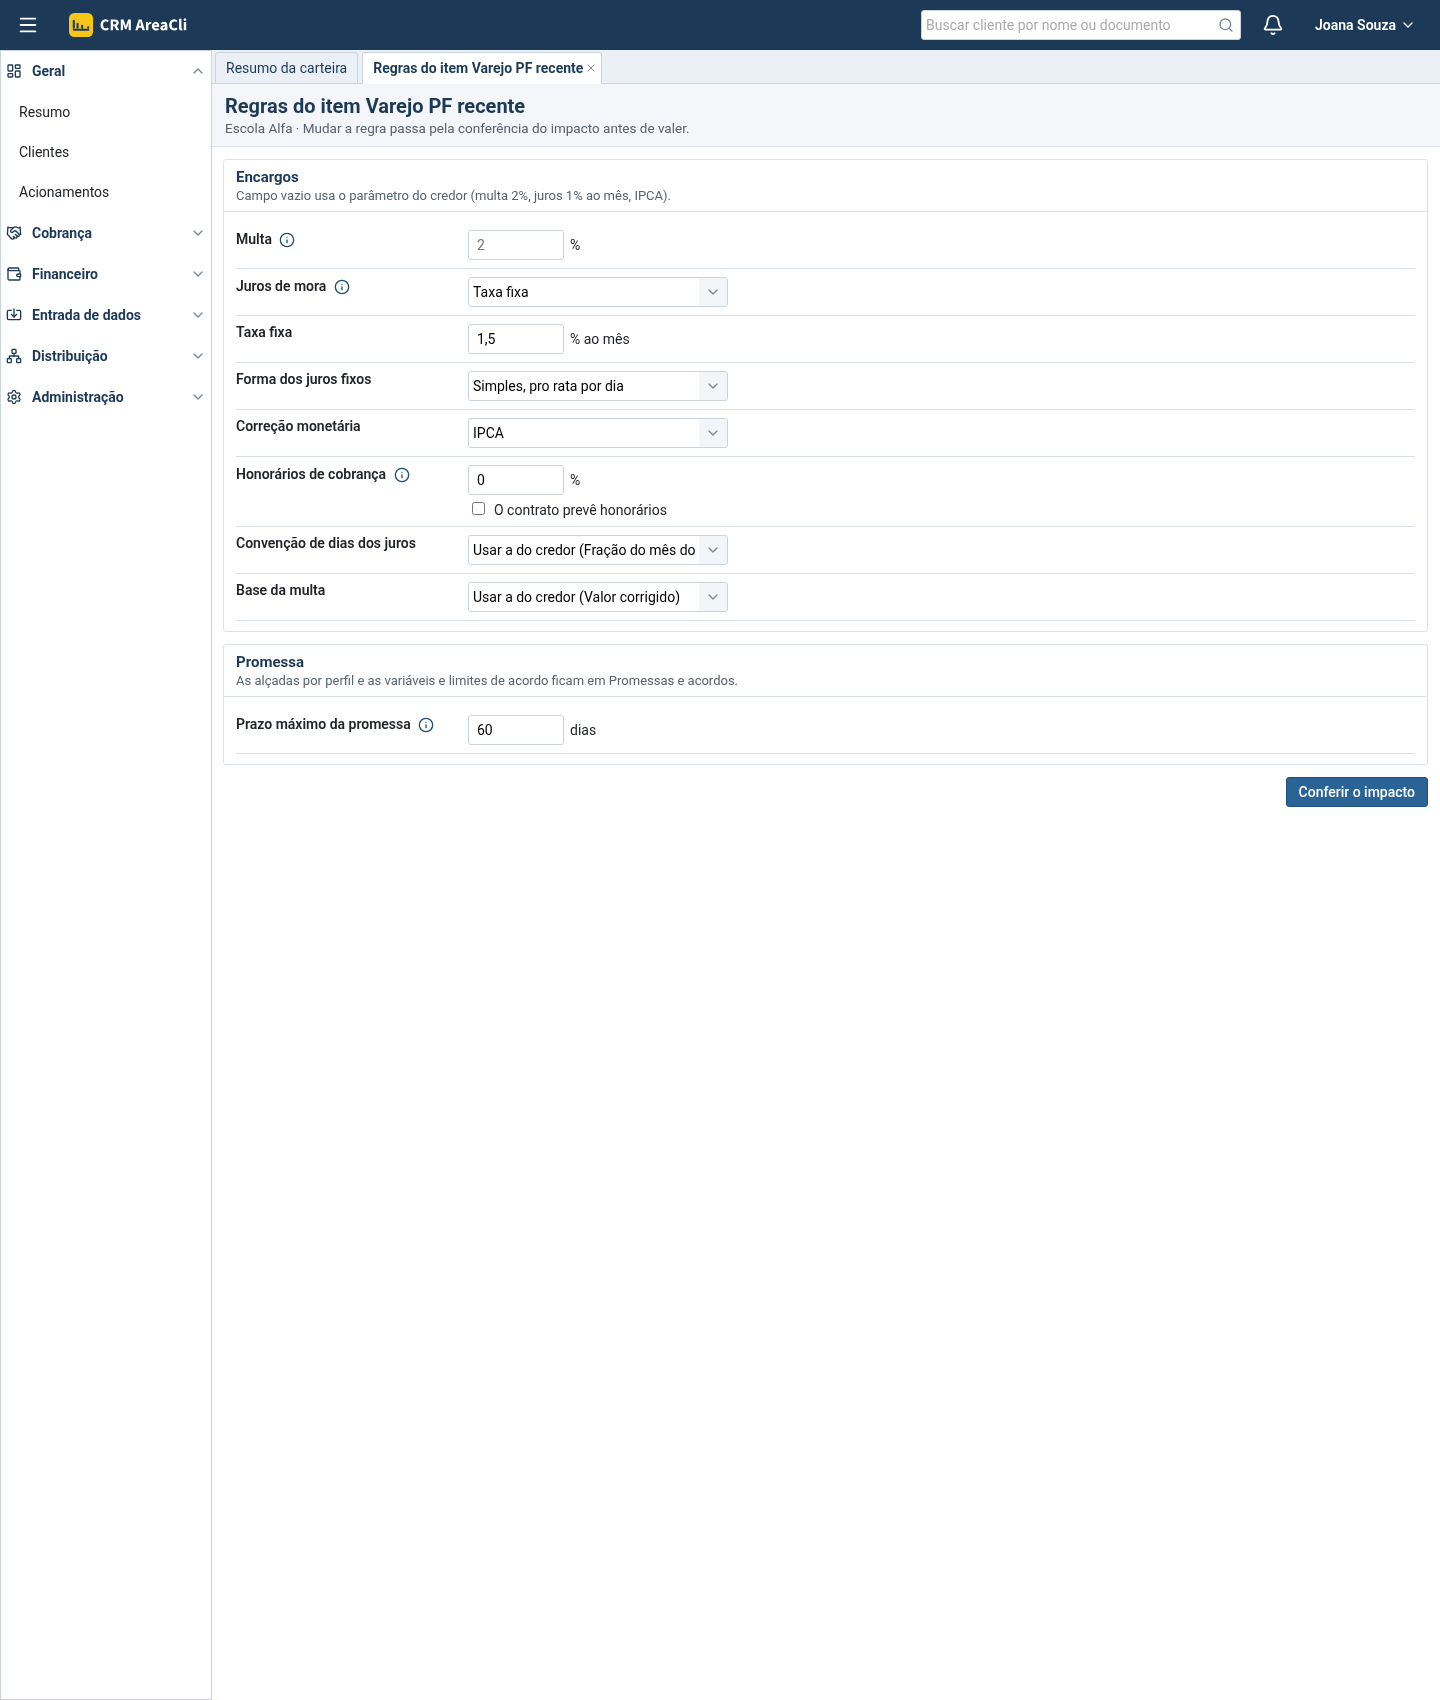 CRM AreaCli
Buscar cliente por nome ou documento
Joana Souza
Geral
Resumo
Clientes
Acionamentos
Cobrança
Financeiro
Entrada de dados
Distribuição
Administração
Resumo da carteira
Regras do item Varejo PF recente
Regras do item Varejo PF recente
Escola Alfa · Mudar a regra passa pela conferência do impacto antes de valer.
Encargos
Campo vazio usa o parâmetro do credor (multa 2%, juros 1% ao mês, IPCA).
Multa 2 %
Juros de mora Taxa fixa
Taxa fixa 1,5 % ao mês
Forma dos juros fixos Simples, pro rata por dia
Correção monetária IPCA
Honorários de cobrança 0 %
O contrato prevê honorários
Convenção de dias dos juros Usar a do credor (Fração do mês do
Base da multa Usar a do credor (Valor corrigido)
Promessa
As alçadas por perfil e as variáveis e limites de acordo ficam em Promessas e acordos.
Prazo máximo da promessa 60 dias
Conferir o impacto